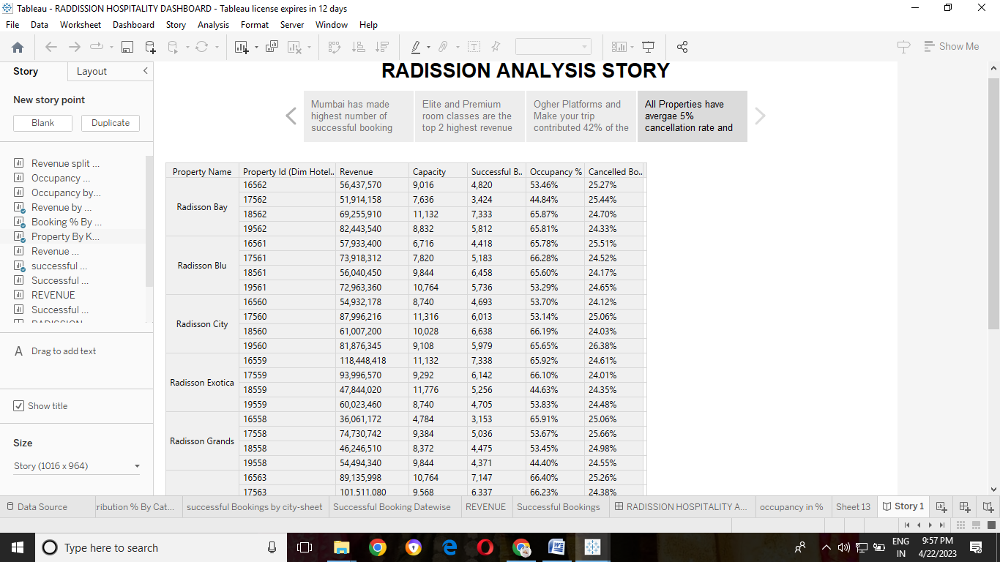 Tableau - RADDISSION HOSPITALITY DASHBOARD - Tableau license expires in 12 days
File Data Worksheet Dashboard Story Analysis Format Server Window Help
Show Me
Story Layout
New story point
Blank Duplicate
Revenue split ...
Occupancy ...
Occupancy by...
Revenue by ...
Booking % By ...
Property By K...
Revenue ...
successful ...
Successful ...
REVENUE
Successful ...
RADISSION
A Drag to add text
Show title
Size
Story (1016 x 964)
RADISSION ANALYSIS STORY
Mumbai has made
highest number of
successful booking
Elite and Premium
room classes are the
top 2 highest revenue
Ogher Platforms and
Make your trip
contributed 42% of the
All Properties have
avergae 5%
cancellation rate and
Property Name Property Id (Dim Hotel.. Revenue Capacity Successful B.. Occupancy % Cancelled Bo..
Radisson Bay
16562 56,437,570 9,016 4,820 53.46% 25.27%
17562 51,914,158 7,636 3,424 44.84% 25.44%
18562 69,255,910 11,132 7,333 65.87% 24.70%
19562 82,443,540 8,832 5,812 65.81% 24.33%
Radisson Blu
16561 57,933,400 6,716 4,418 65.78% 25.51%
17561 73,918,312 7,820 5,183 66.28% 24.52%
18561 56,040,450 9,844 6,458 65.60% 24.17%
19561 72,963,360 10,764 5,736 53.29% 24.65%
Radisson City
16560 54,932,178 8,740 4,693 53.70% 24.12%
17560 87,996,216 11,316 6,013 53.14% 25.06%
18560 61,007,200 10,028 6,638 66.19% 24.03%
19560 81,876,345 9,108 5,979 65.65% 26.38%
Radisson Exotica
16559 118,448,418 11,132 7,338 65.92% 24.61%
17559 93,996,570 9,292 6,142 66.10% 24.01%
18559 47,844,020 11,776 5,256 44.63% 24.35%
19559 60,023,460 8,740 4,705 53.83% 24.48%
Radisson Grands
16558 36,061,172 4,784 3,153 65.91% 25.06%
17558 74,730,742 9,384 5,036 53.67% 25.66%
18558 46,246,510 8,372 4,475 53.45% 24.98%
19558 54,494,340 9,844 4,371 44.40% 24.55%
16563 89,135,998 10,764 7,147 66.40% 25.26%
17563 101,511,080 9,568 6,337 66.23% 24.38%
Data Source tribution % By Cat... successful Bookings by city-sheet Successful Booking Datewise REVENUE Successful Bookings RADISSION HOSPITALITY A... occupancy in % Sheet 13 Story 1
Type here to search
ENG
IN
9:57 PM
4/22/2023